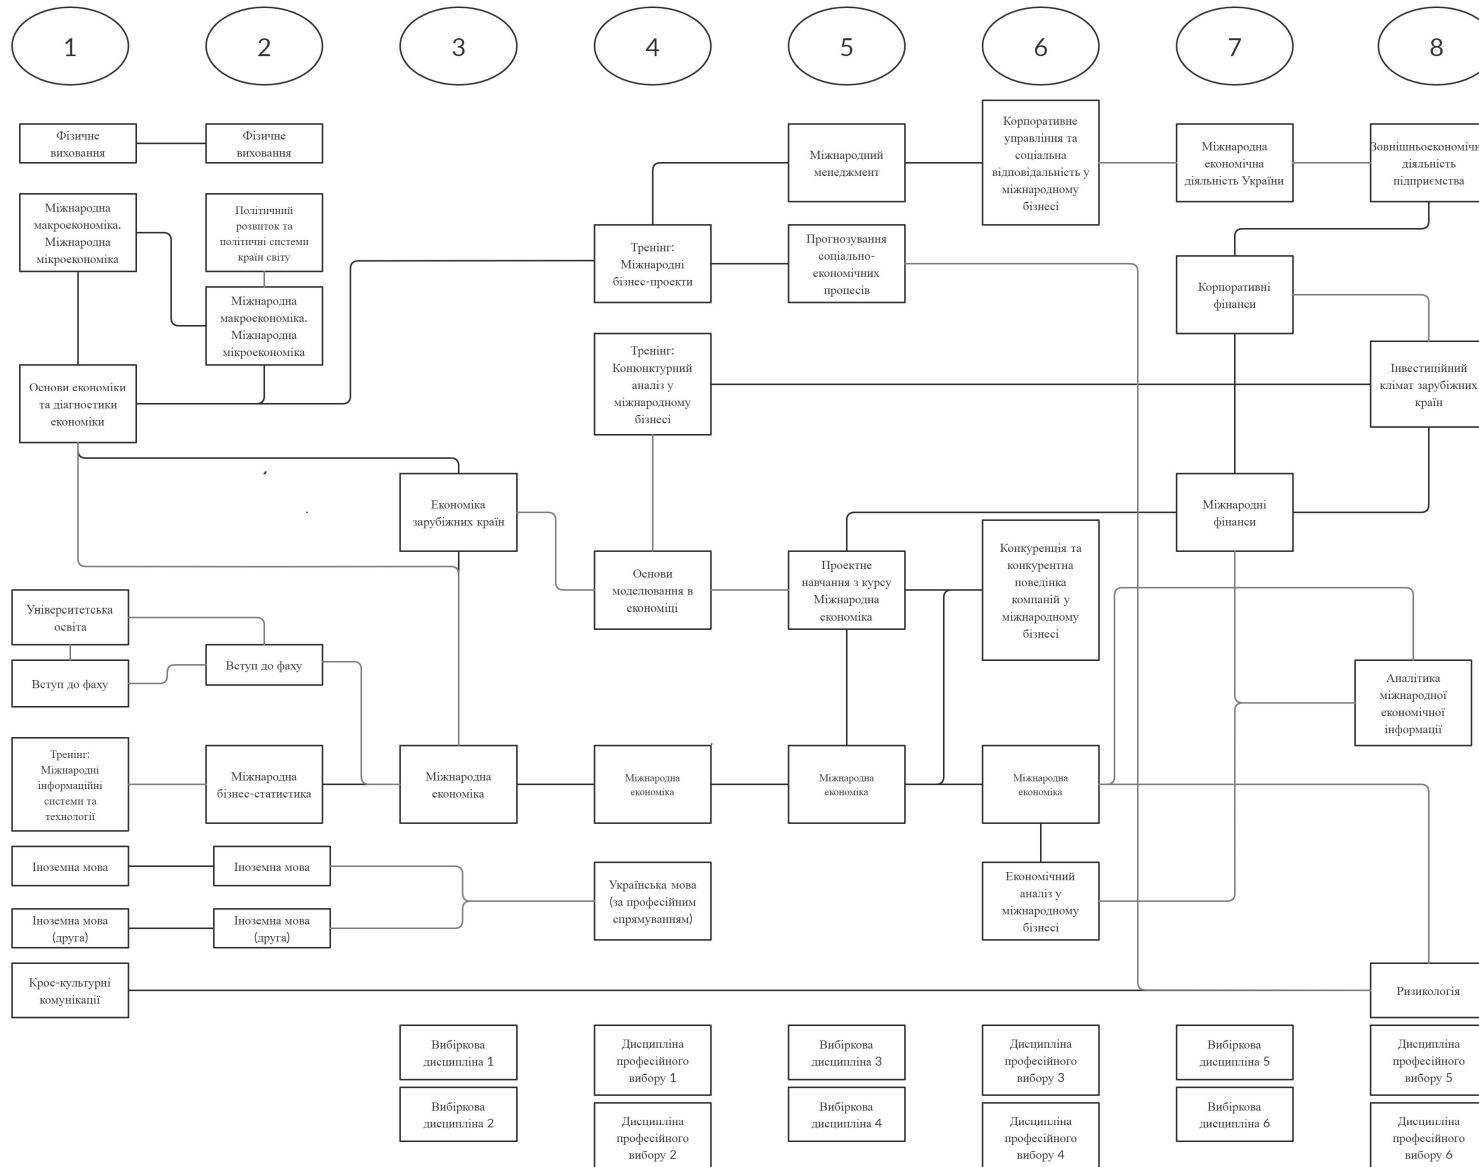 1
2
3
4
5
6
7
8
Фізичне
виховання
Фізичне
виховання
Міжнародний
менеджмент
Корпоративне
управління та
соціальна
відповідальність у
міжнародному
бізнесі
Міжнародна
економічна
діяльність України
Зовнішньоекономічн
діяльність
підприємства
Міжнародна
макроекономіка.
Міжнародна
мікроекономіка
Політичний
розвиток та
політичні системи
країн світу
Тренінг:
Міжнародні
бізнес-проекти
Прогнозування
соціально-
економічних
процесів
Корпоративні
фінанси
Міжнародна
макроекономіка.
Міжнародна
мікроекономіка
Тренінг:
Конюнктурний
аналіз у
міжнародному
бізнесі
Інвестиційний
клімат зарубіжних
країн
Основи економіки
та діагностики
економіки
Економіка
зарубіжних країн
Міжнародні
фінанси
Основи
моделювання в
економіці
Проектне
навчання з курсу
Міжнародна
економіка
Конкуренція та
конкурентна
поведінка
компаній у
міжнародному
бізнесі
Університетська
освіта
Вступ до фаху
Вступ до фаху
Аналітика
міжнародної
економічної
інформації
Тренінг:
Міжнародні
інформаційні
системи та
технології
Міжнародна
бізнес-статистика
Міжнародна
економіка
Міжнародна
економіка
Міжнародна
економіка
Міжнародна
економіка
Іноземна мова
Іноземна мова
Українська мова
(за професійним
спрямуванням)
Економічний
аналіз у
міжнародному
бізнесі
Іноземна мова
(друга)
Іноземна мова
(друга)
Крос-культурні
комунікації
Ризикологія
Вибіркова
дисципліна 1
Дисципліна
професійного
вибору 1
Вибіркова
дисципліна 3
Дисципліна
професійного
вибору 3
Вибіркова
дисципліна 5
Дисципліна
професійного
вибору 5
Вибіркова
дисципліна 2
Дисципліна
професійного
вибору 2
Вибіркова
дисципліна 4
Дисципліна
професійного
вибору 4
Вибіркова
дисципліна 6
Дисципліна
професійного
вибору 6